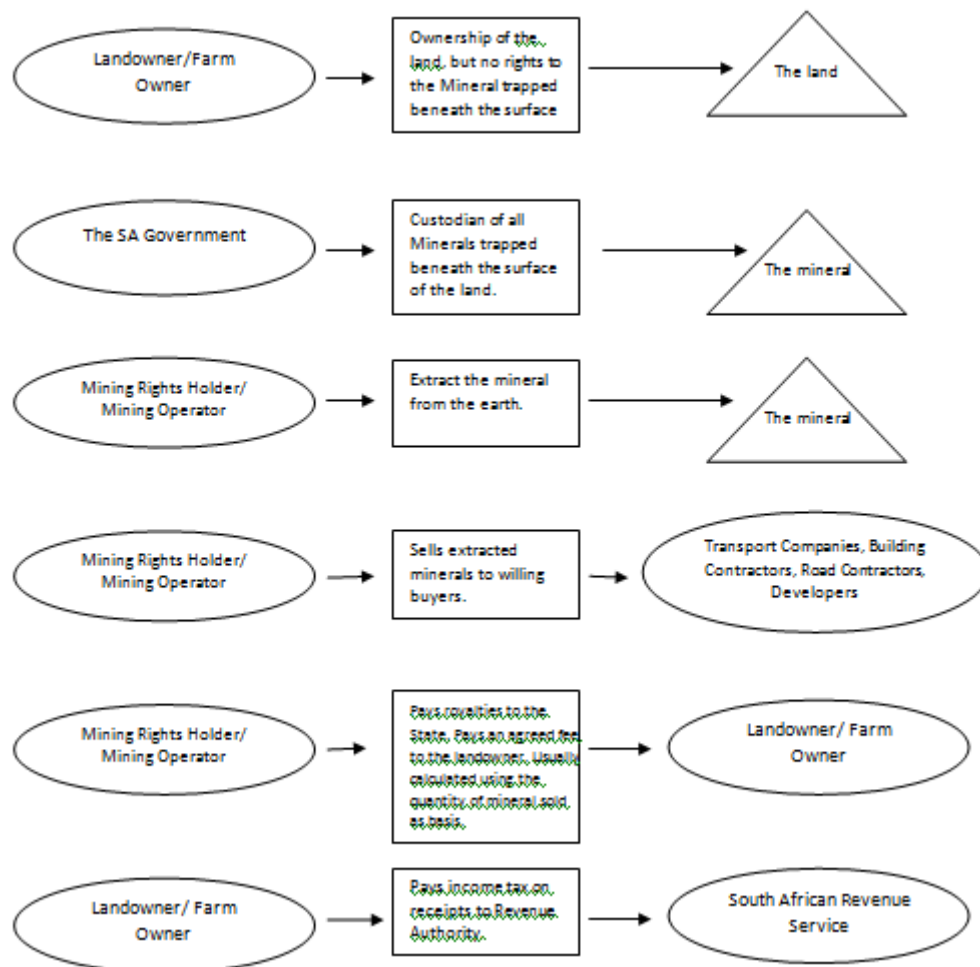 Landowner/Farm
Owner
Ownership of the
land, but no rights to
the Mineral trapped
beneath the surface
The land
The SA Government
Custodian of all
Minerals trapped
beneath the surface
of the land.
The mineral
Mining Rights Holder/
Mining Operator
Extract the mineral
from the earth.
The mineral
Mining Rights Holder/
Mining Operator
Sells extracted
minerals to willing
buyers.
Transport Companies, Building
Contractors, Road Contractors,
Developers
Mining Rights Holder/
Mining Operator
Pays royalties to the
State. Pays an agreed feel
to the landowner. Usually
calculated using the
quantity of mineral sold
as basis.
Landowner/ Farm
Owner
Landowner/ Farm
Owner
Pays income tax on
receipts to Revenue
Authority.
South African Revenue
Service